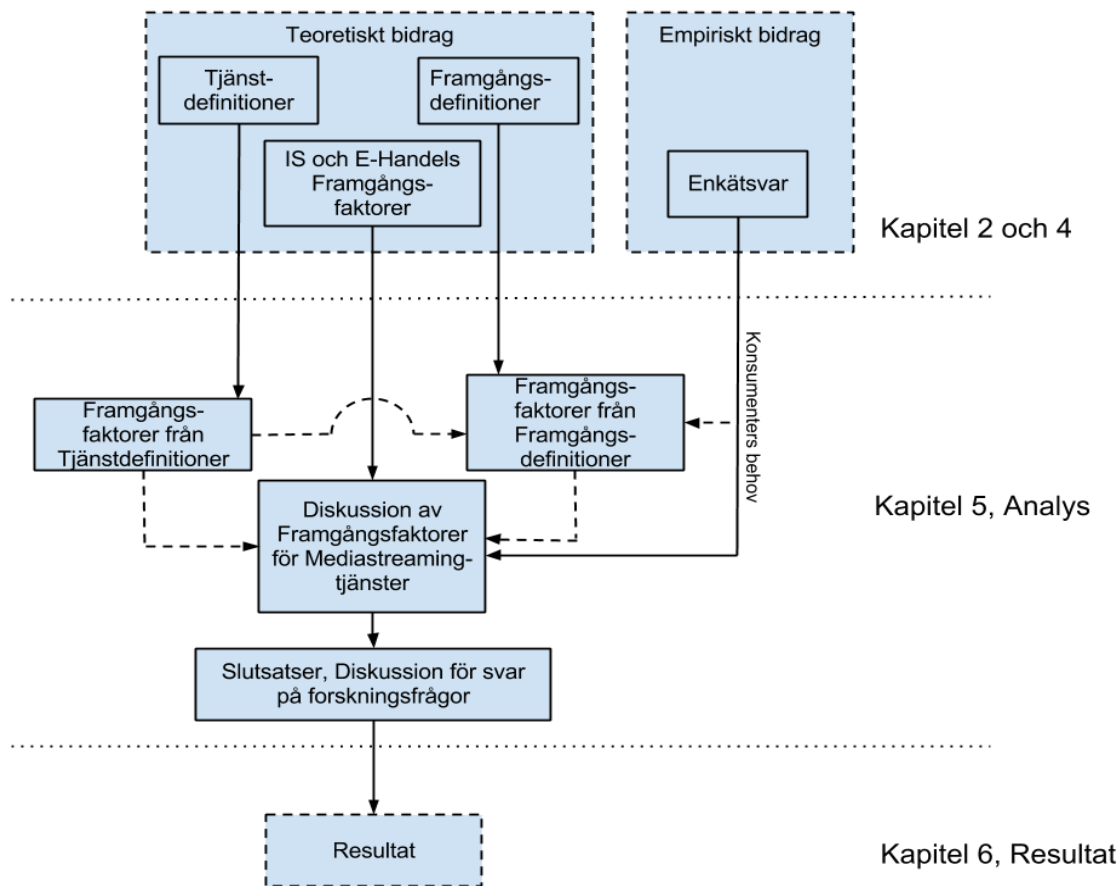 Teoretiskt bidrag
Empiriskt bidrag
Tjänst-
definitioner
Framgångs-
definitioner
IS och E-Handels
Framgångs-
faktorer
Enkätsvar
Kapitel 2 och 4
Konsumenters behov
Framgångs-
faktorer från
Tjänstdefinitioner
Framgångs-
faktorer från
Framgångs-
definitioner
Diskussion av
Framgångsfaktorer
för Mediastreaming-
tjänster
Kapitel 5, Analys
Slutsatser, Diskussion för svar
på forskningsfrågor
Resultat
Kapitel 6, Resultat